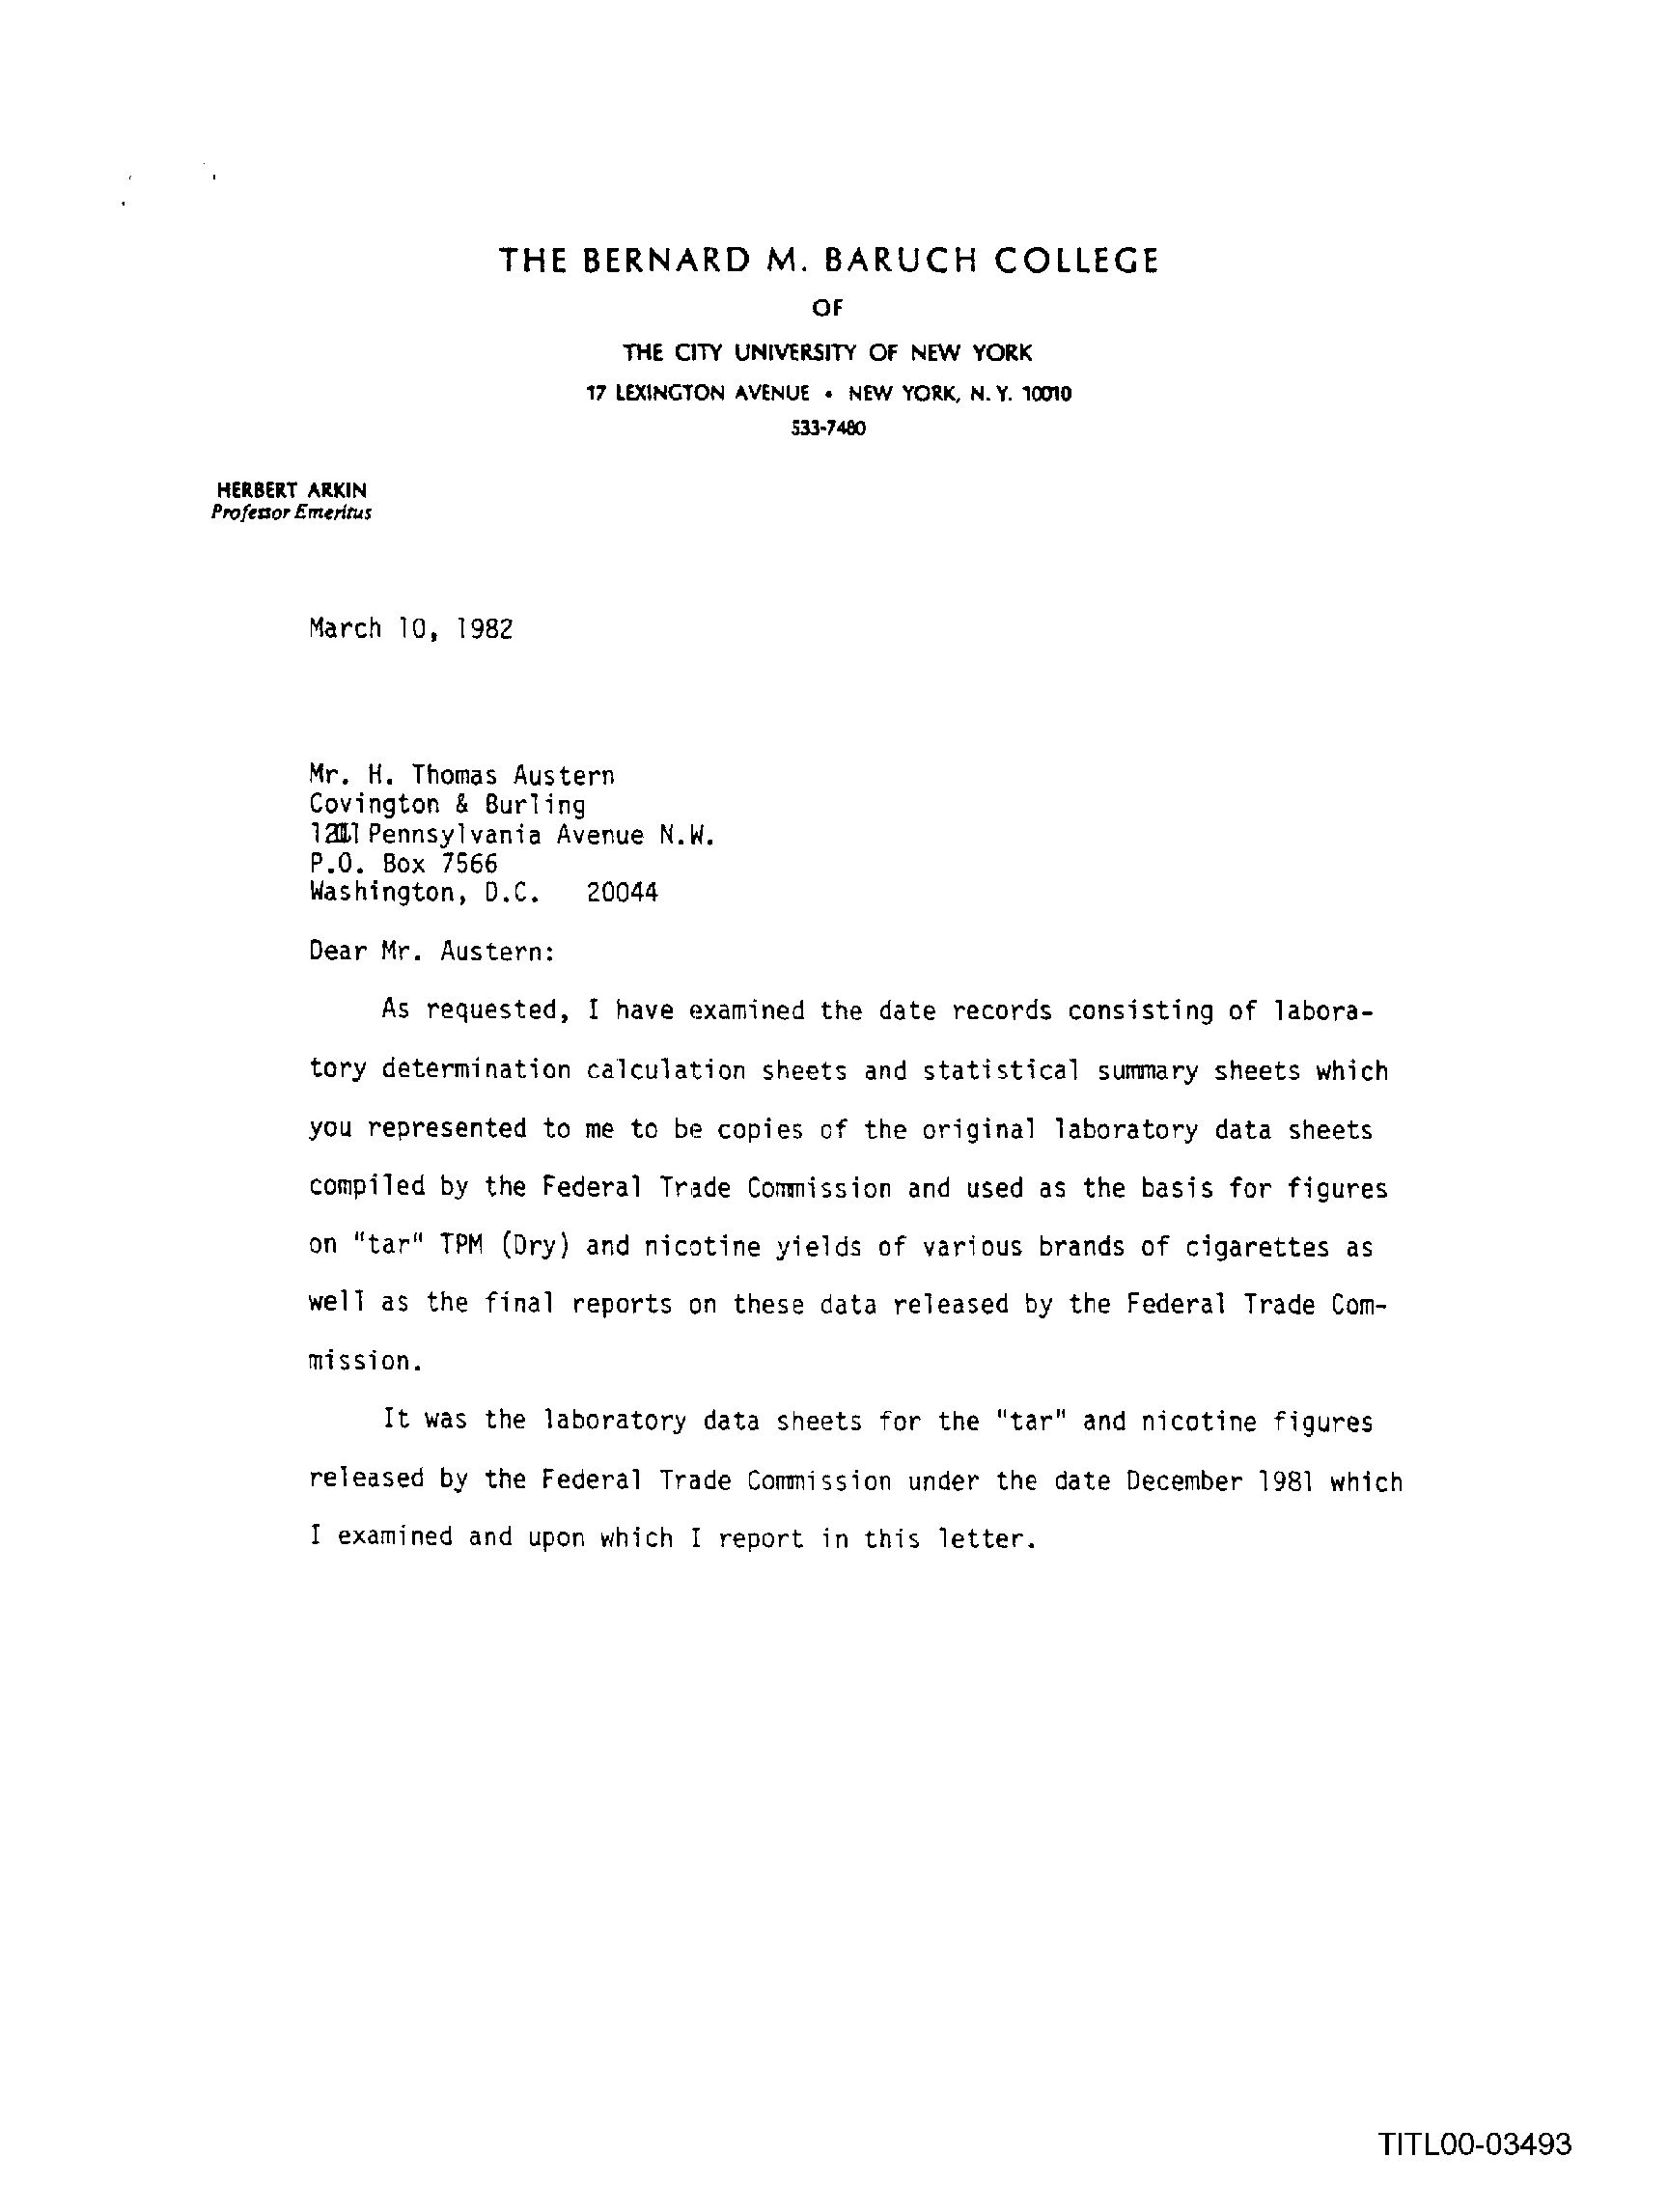 THE BERNARD M. BARUCH COLLEGE
OF
THE CITY UNIVERSITY OF NEW YORK
17 LEXINGTON AVENUE • NEW YORK, N. Y. 10010
533-7480
HERBERT ARKIN
Professor Emeritus
March 10, 1982
Mr. H. Thomas Austern
Covington & Burling
Pennsylvania Avenue N.W.
P.O. Box 7566
Washington, D.C. 20044
Dear Mr. Austern:
As requested, I have examined the date records consisting of labora-
tory determination calculation sheets and statistical summary sheets which
you represented to me to be copies of the original laboratory data sheets
compiled by the Federal Trade Commission and used as the basis for figures
on "tar" TPM (Dry) and nicotine yields of various brands of cigarettes as
well as the final reports on these data released by the Federal Trade Com-
mission.
It was the laboratory data sheets for the "tar" and nicotine figures
released by the Federal Trade Commission under the date December 1981 which
I examined and upon which I report in this letter.
TITL00-03493